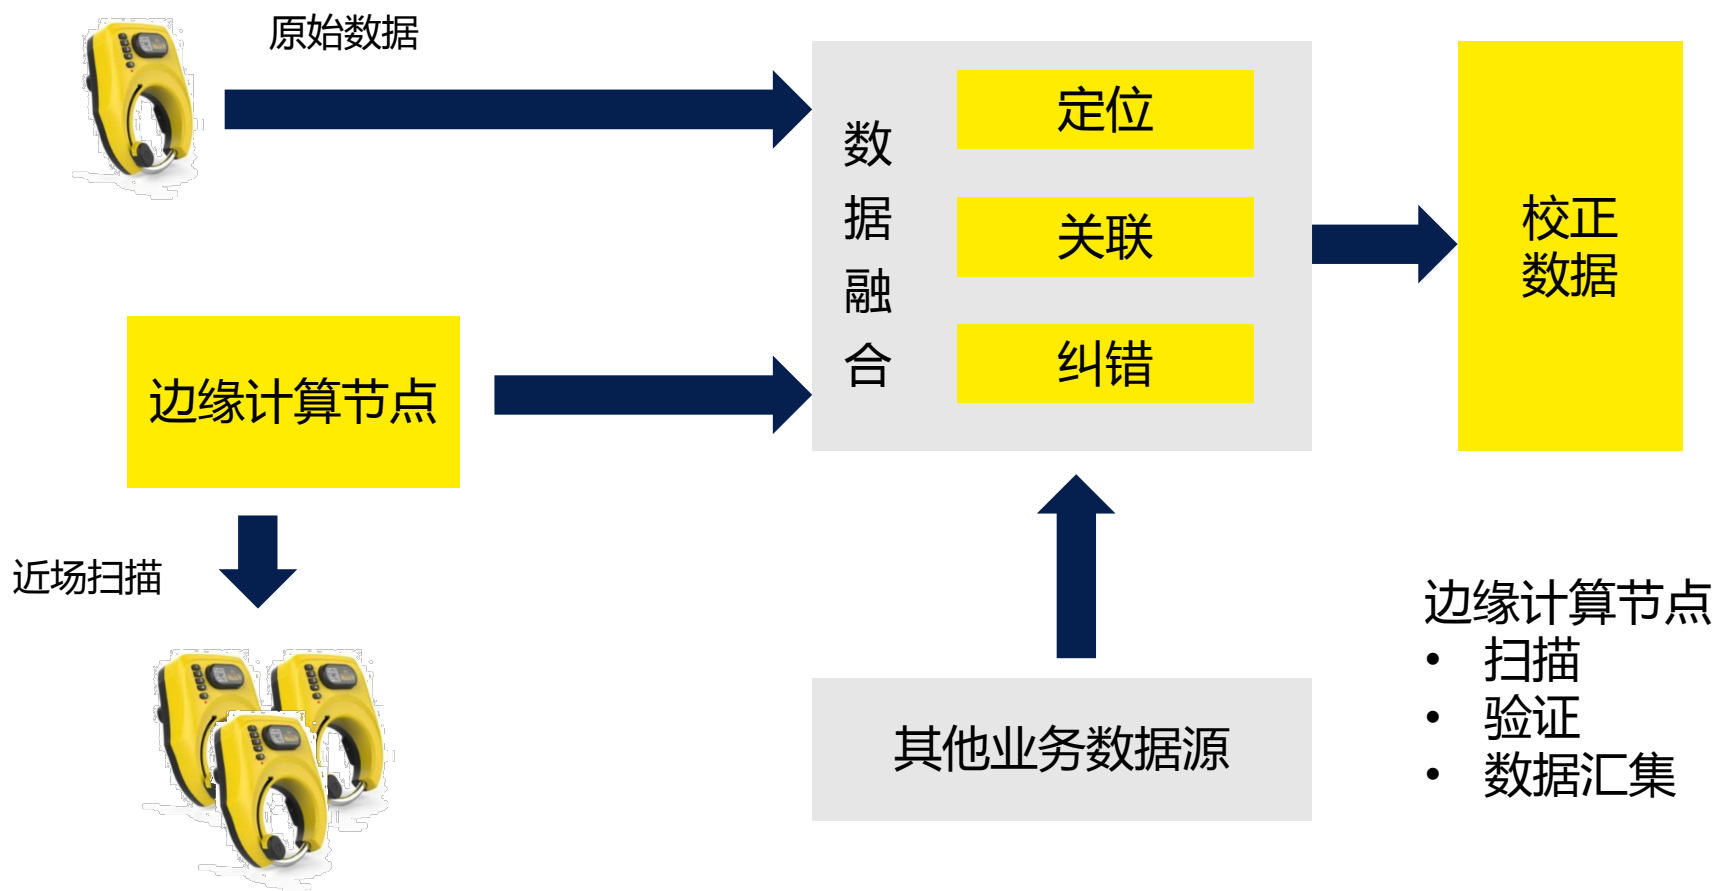 原始数据
数据融合
定位
关联
纠错
校正
数据
边缘计算节点
近场扫描
其他业务数据源
边缘计算节点
• 扫描
• 验证
• 数据汇集